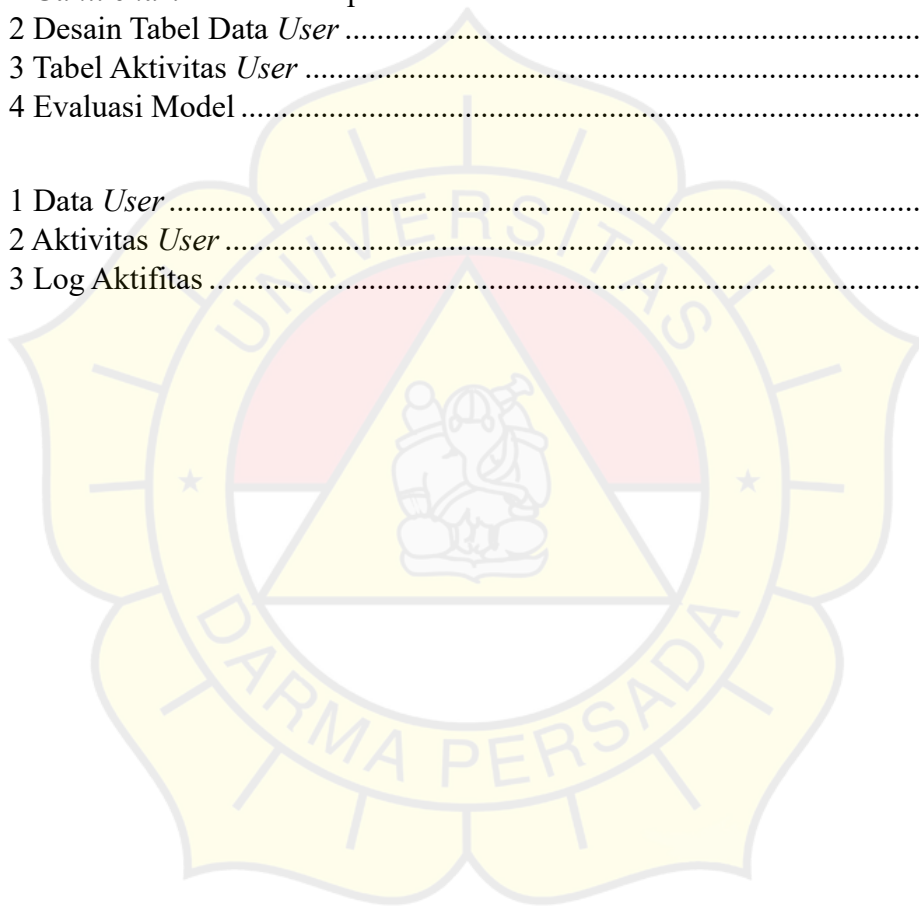 2 Desain Tabel Data User ........................................................................
3 Tabel Aktivitas User .............................................................................
4 Evaluasi Model .....................................................................................
1 Data User ..............................................................................................
2 Aktivitas User .......................................................................................
3 Log Aktifitas .........................................................................................
UNIVERSITAS
DARMA PERSADA